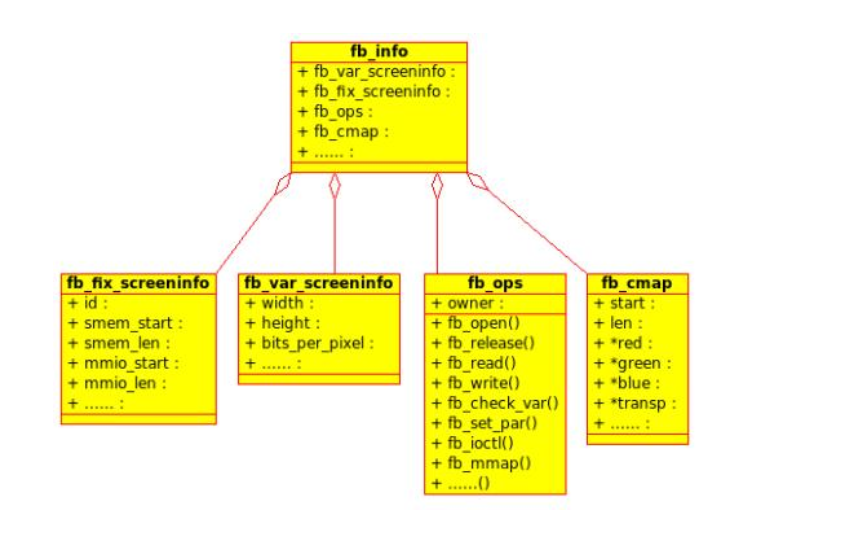 fb_info
+ fb_var_screeninfo :
+ fb_fix_screeninfo :
+ fb_ops :
+ fb_cmap :
+ ...... :
fb_fix_screeninfo
+ id :
+ smem_start :
+ smem_len :
+ mmio_start :
+ mmio_len :
+ ...... :
fb_var_screeninfo
+ width :
+ height :
+ bits_per_pixel :
+ ...... :
fb_ops
+ owner :
+ fb_open()
+ fb_release()
+ fb_read()
+ fb_write()
+ fb_check_var()
+ fb_set_par()
+ fb_ioctl()
+ fb_mmap()
+ ......()
fb_cmap
+ start :
+ len :
+ *red :
+ *green :
+ *blue :
+ *transp :
+ ...... :